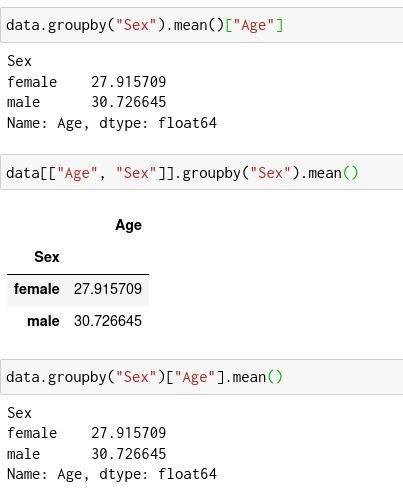 data.groupby("Sex").mean()["Age"]
Sex
female    27.915709
male      30.726645
Name: Age, dtype: float64
data[["Age", "Sex"]].groupby("Sex").mean()
Age
Sex
female 27.915709
male 30.726645
data.groupby("Sex")["Age"].mean()
Sex
female    27.915709
male      30.726645
Name: Age, dtype: float64